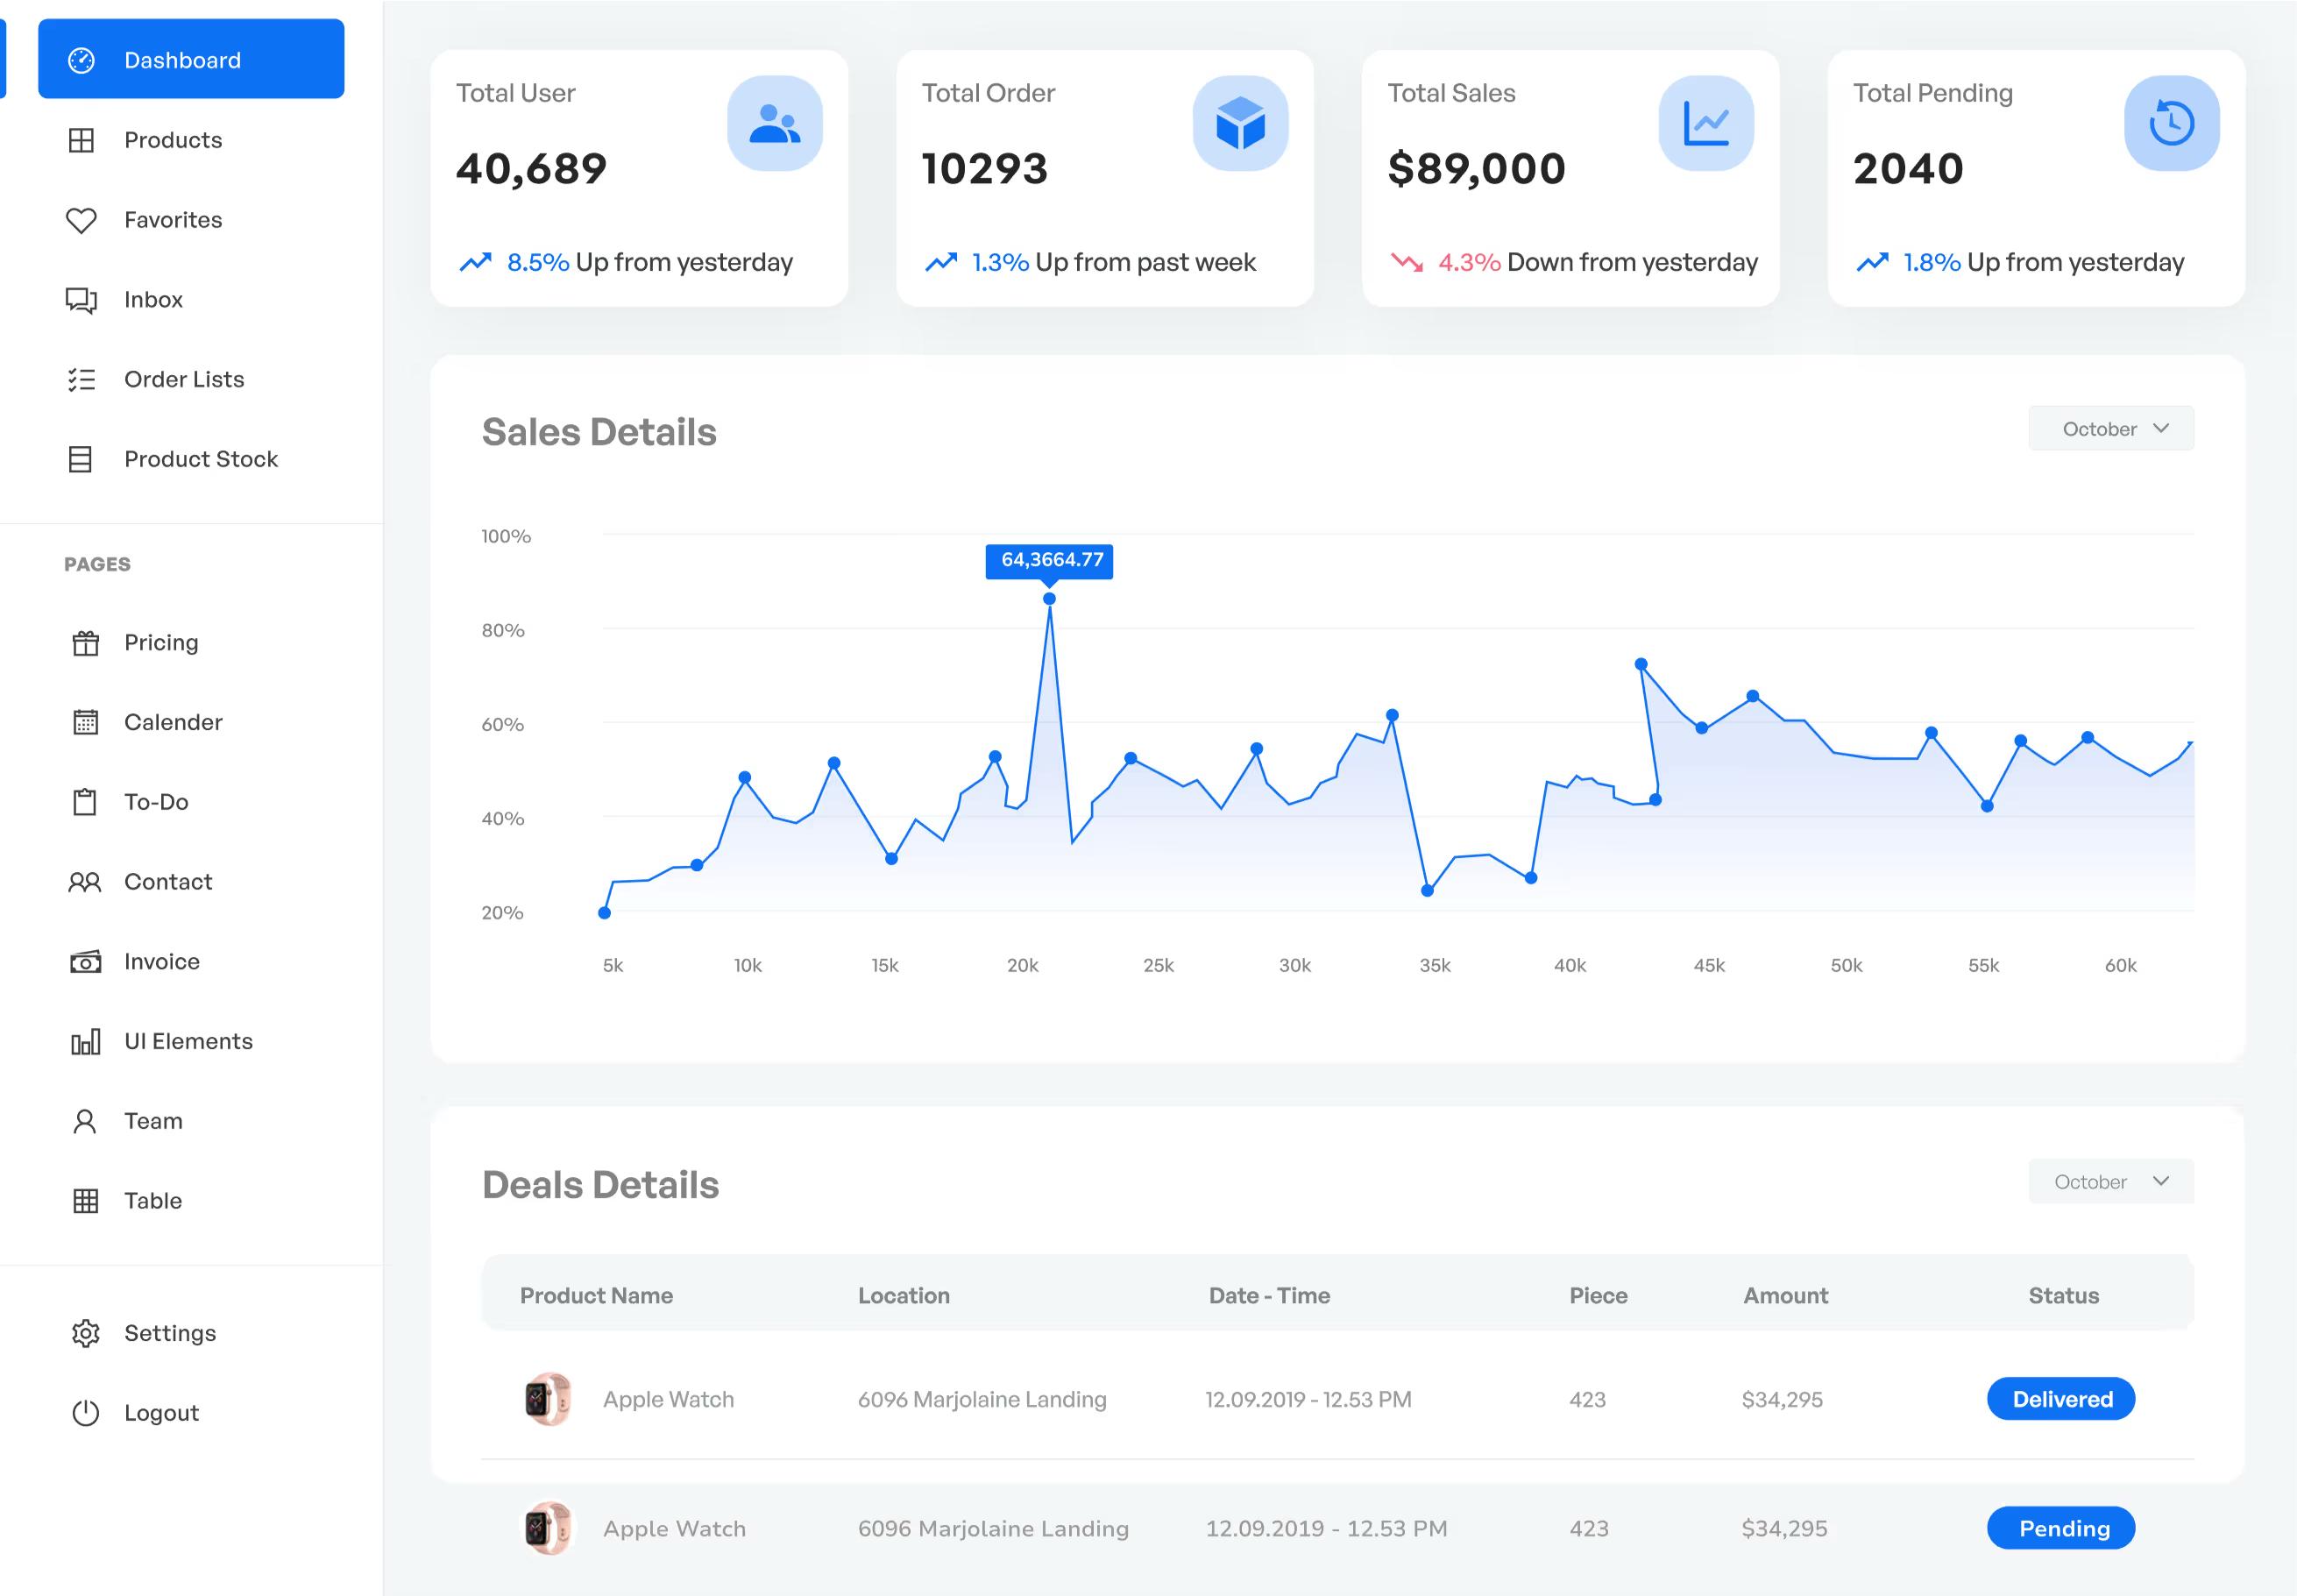 Dashboard
Products
Favorites
Inbox
Order Lists
Product Stock
PAGES
Pricing
Calender
To-Do
Contact
Invoice
UI Elements
Team
Table
Settings
Logout
Total User
40,689
8.5% Up from yesterday
Total Order
10293
1.3% Up from past week
Total Sales
$89,000
4.3% Down from yesterday
Total Pending
2040
1.8% Up from yesterday
Sales Details
October
100%
80%
60%
40%
20%
64,3664.77
5k 10k 15k 20k 25k 30k 35k 40k 45k 50k 55k 60k
Deals Details
October
Product Name Location Date - Time Piece Amount Status
Apple Watch 6096 Marjolaine Landing 12.09.2019 - 12.53 PM 423 $34,295 Delivered
Apple Watch 6096 Marjolaine Landing 12.09.2019 - 12.53 PM 423 $34,295 Pending